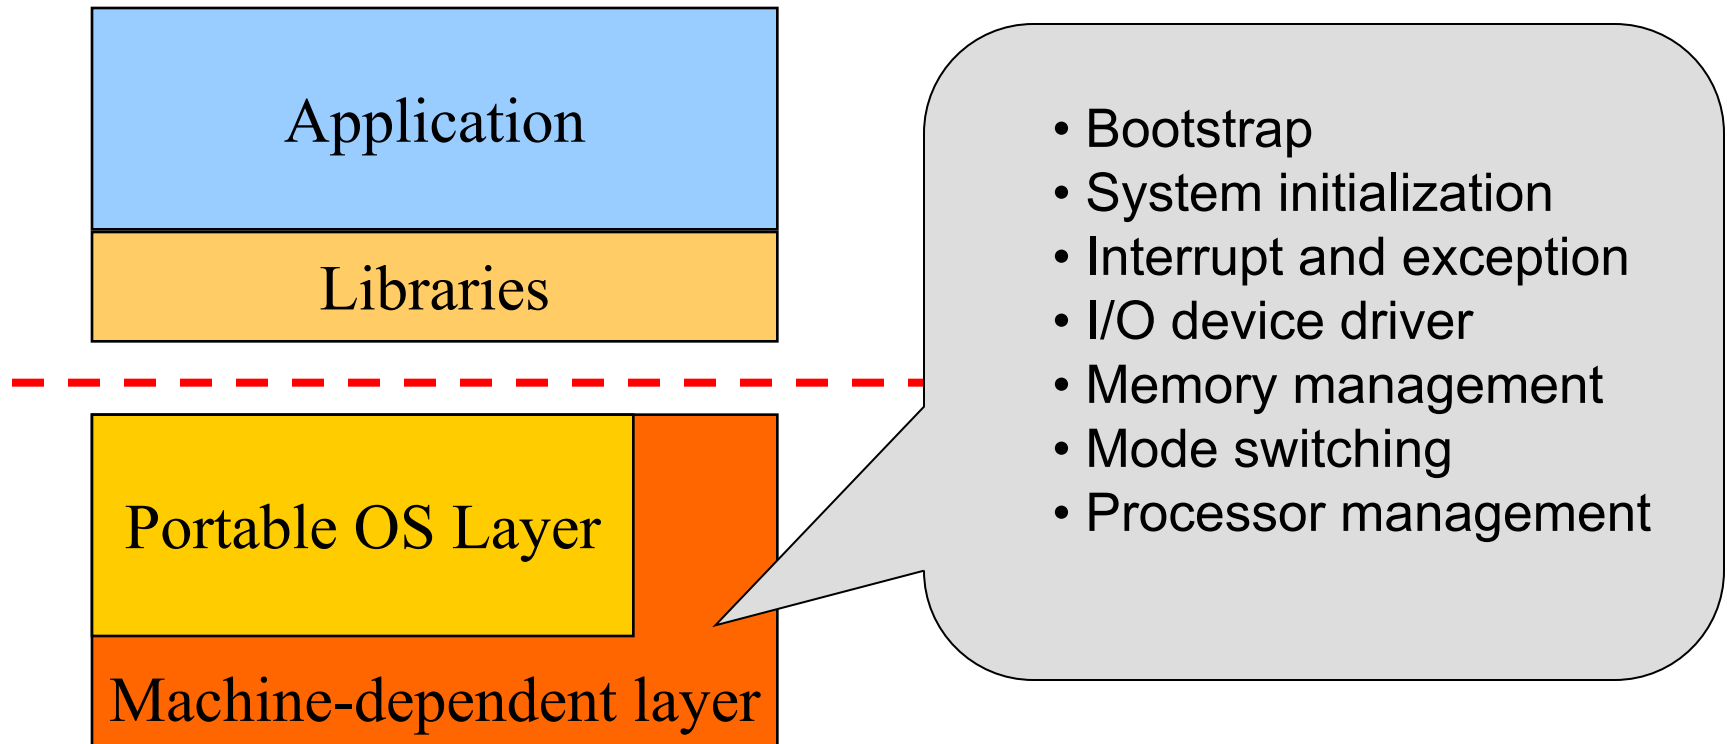 Application
Libraries
Portable OS Layer
Machine-dependent layer
• Bootstrap
• System initialization
• Interrupt and exception
• I/O device driver
• Memory management
• Mode switching
• Processor management